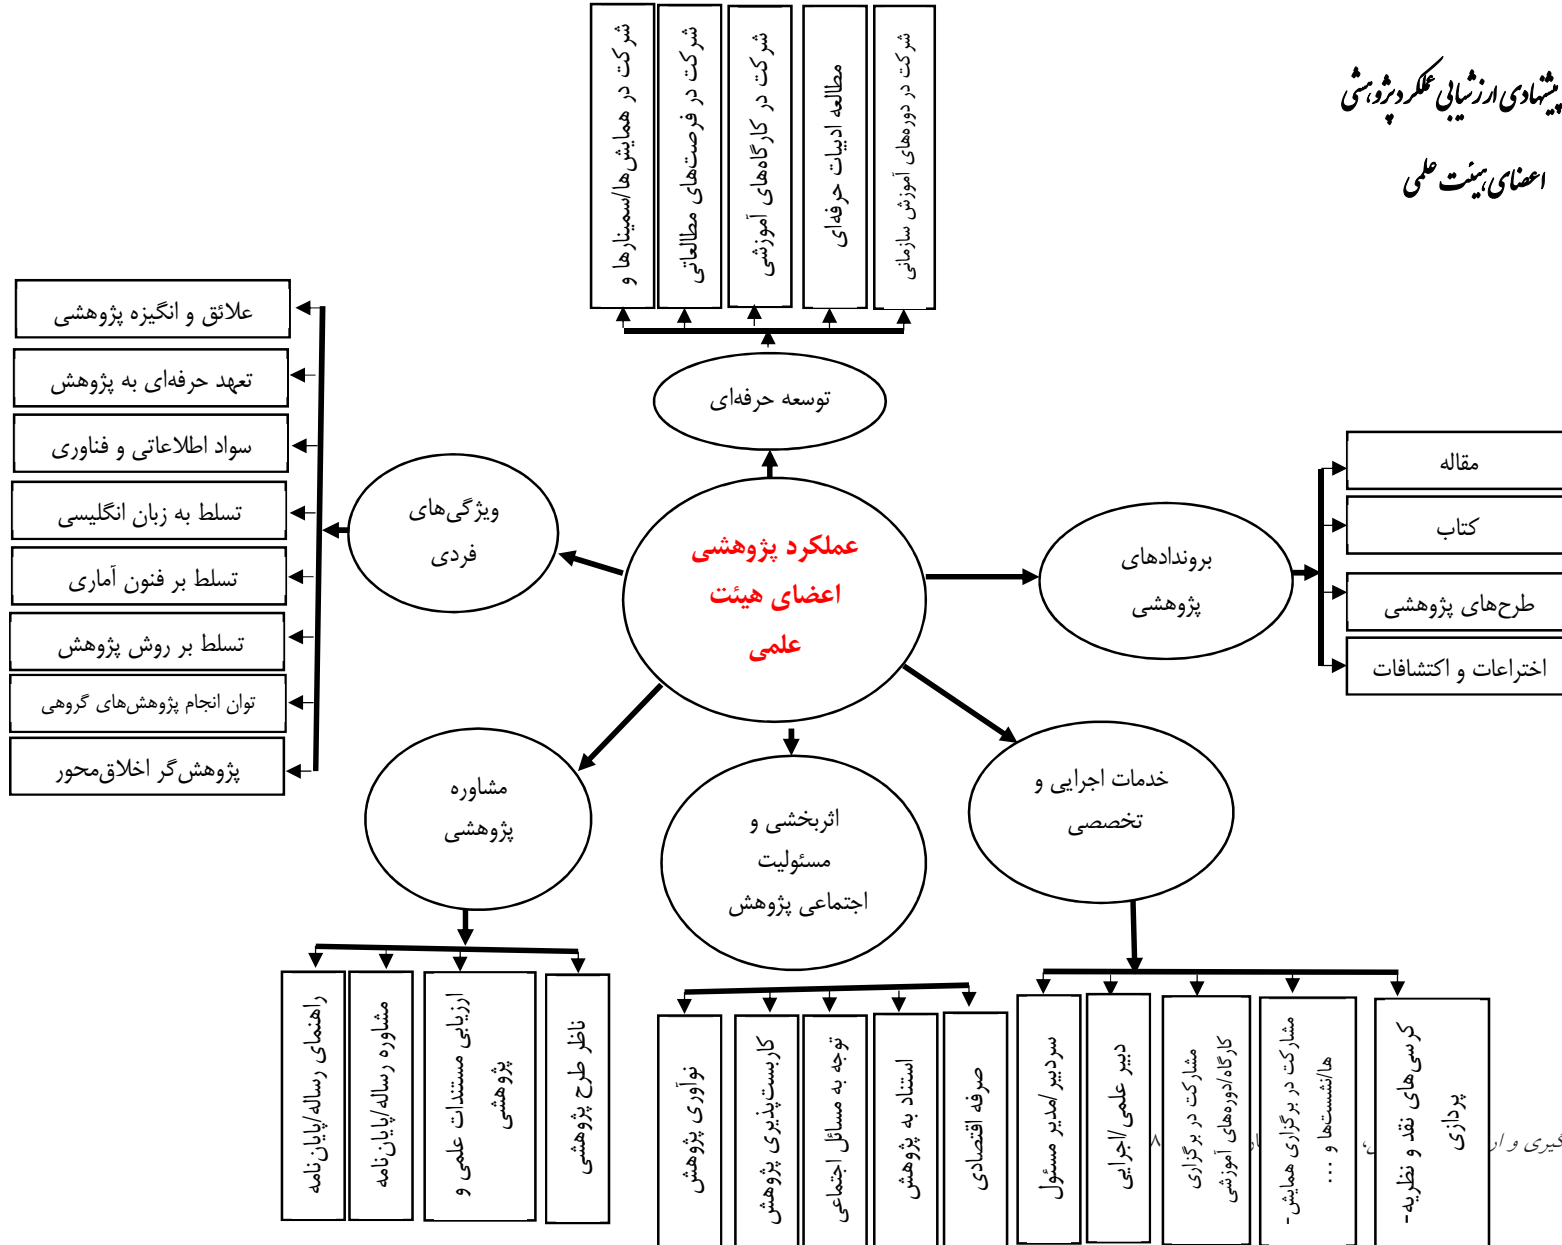 پیشنهادی ارزشیابی عملکرد پژوهشی
اعضای هیئت علمی
شرکت در همایش‌ها/سمینارها و
شرکت در فرصت‌های مطالعاتی
شرکت در کارگاه‌های آموزشی
مطالعه ادبیات حرفه‌ای
شرکت در دوره‌های آموزش سازمانی
توسعه حرفه‌ای
علائق و انگیزه پژوهشی
تعهد حرفه‌ای به پژوهش
سواد اطلاعاتی و فناوری
تسلط به زبان انگلیسی
تسلط بر فنون آماری
تسلط بر روش پژوهش
توان انجام پژوهش‌های گروهی
پژوهش‌گر اخلاق‌محور
ویژگی‌های
فردی
عملکرد پژوهشی
اعضای هیئت
علمی
بروندادهای
پژوهشی
مقاله
کتاب
طرح‌های پژوهشی
اختراعات و اکتشافات
مشاوره
پژوهشی
اثربخشی و
مسئولیت
اجتماعی پژوهش
خدمات اجرایی و
تخصصی
راهنمای رساله/پایان‌نامه
مشاوره رساله/پایان‌نامه
ارزیابی مستندات علمی و
پژوهشی
ناظر طرح پژوهشی
نوآوری پژوهش
کاربست‌پذیری پژوهش
توجه به مسائل اجتماعی
استناد به پژوهش
صرفه اقتصادی
سردبیر/مدیر مسئول
دبیر علمی/اجرایی
مشارکت در برگزاری
کارگاه/دوره‌های آموزشی
مشارکت در برگزاری همایش-
ها/نشست‌ها و ...
کرسی‌های نقد و نظریه-
پردازی
گیری و ار